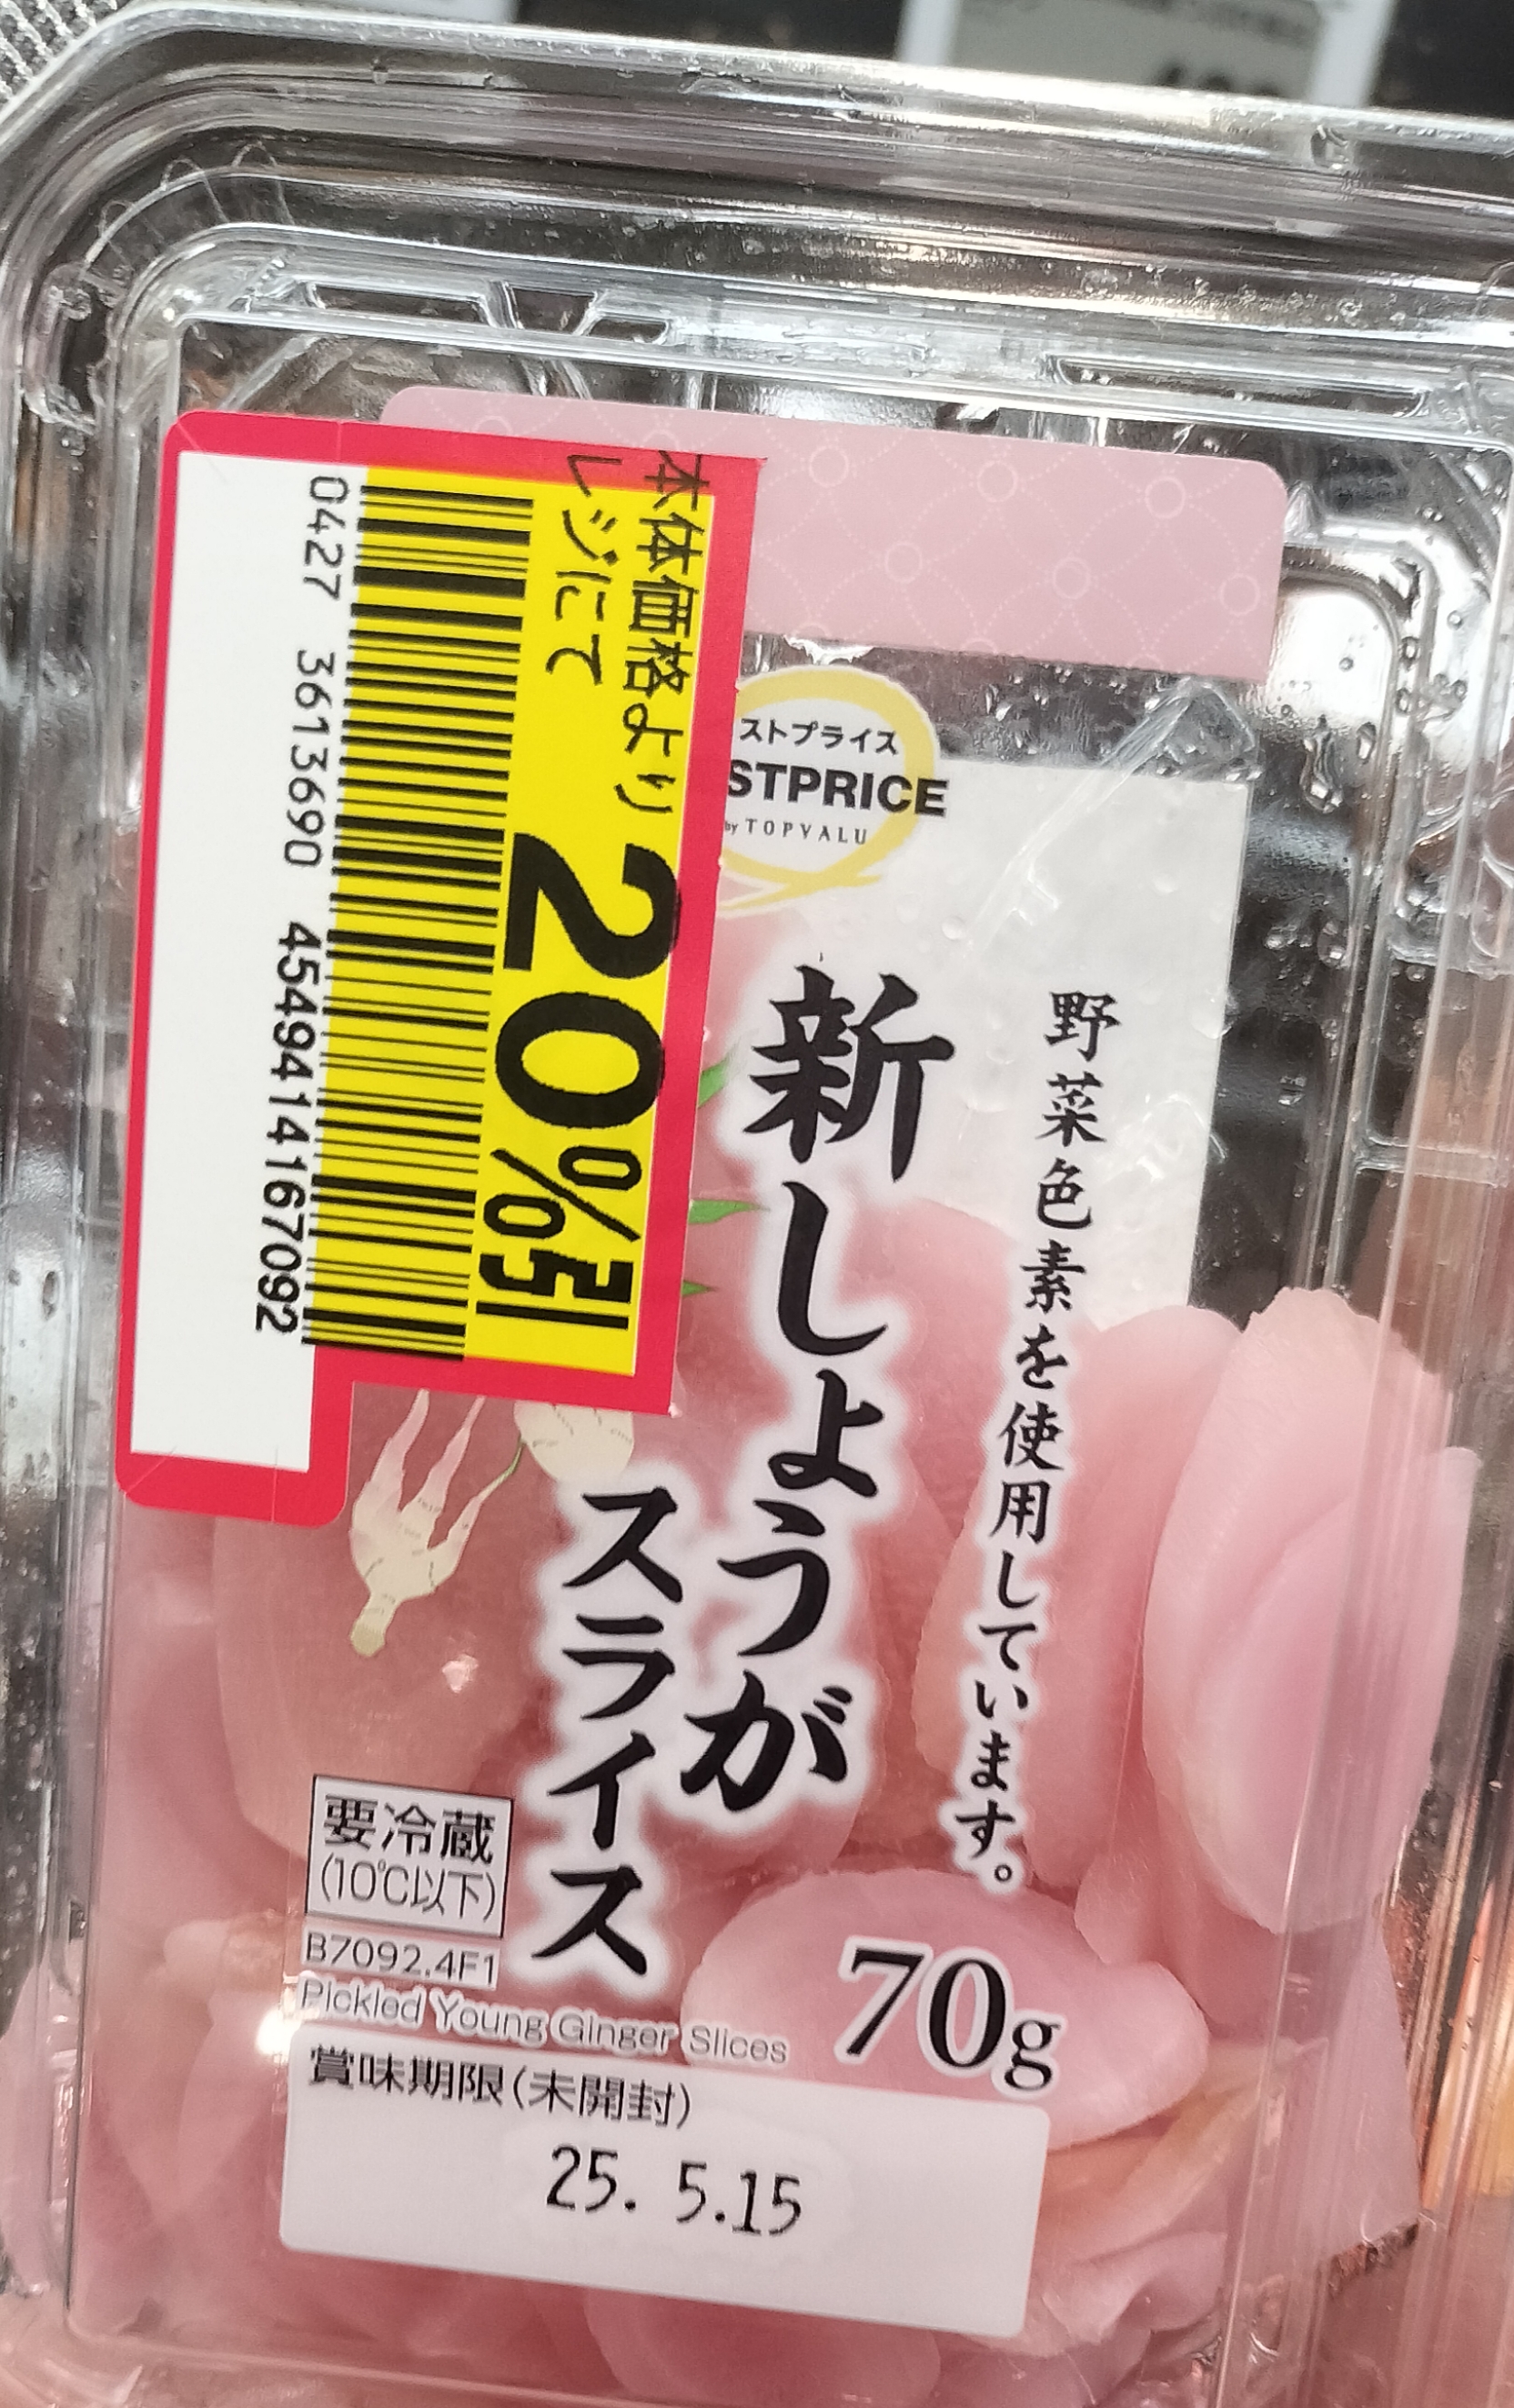 本体価格より
レジにて
20%引
0427 3613690 4549414167092
ストプライス
STPRICE
by TOPVALU
野菜色素を使用しています。
新しょうが
スライス
要冷蔵
(10℃以下)
B7092.4F1
Pickled Young Ginger Slices
70g
賞味期限(未開封)
25. 5.15